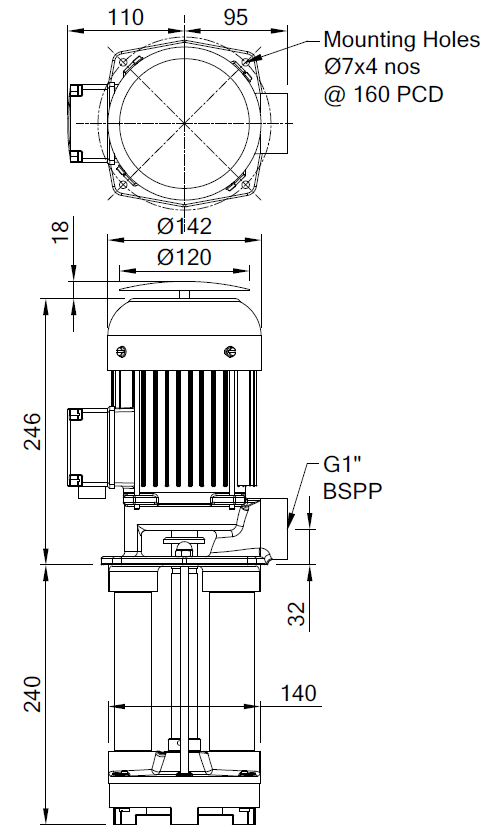 110
95
Mounting Holes
Ø7x4 nos
@ 160 PCD
18
Ø142
Ø120
246
G1"
BSPP
32
240
140